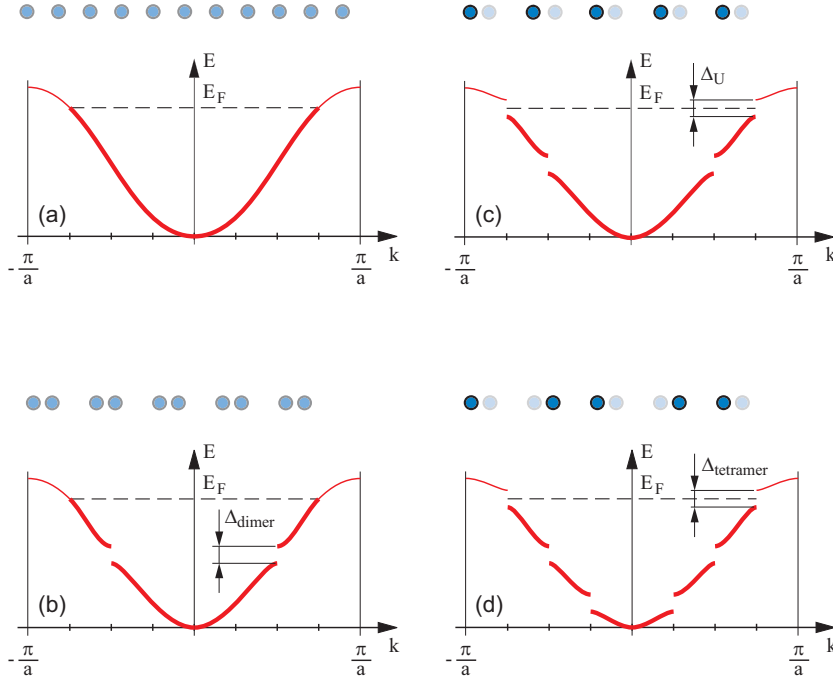 E
E_F
(a)
-π/a
π/a
k
E
E_F
Δ_U
(c)
-π/a
π/a
k
E
E_F
Δ_dimer
(b)
-π/a
π/a
k
E
E_F
Δ_tetramer
(d)
-π/a
π/a
k